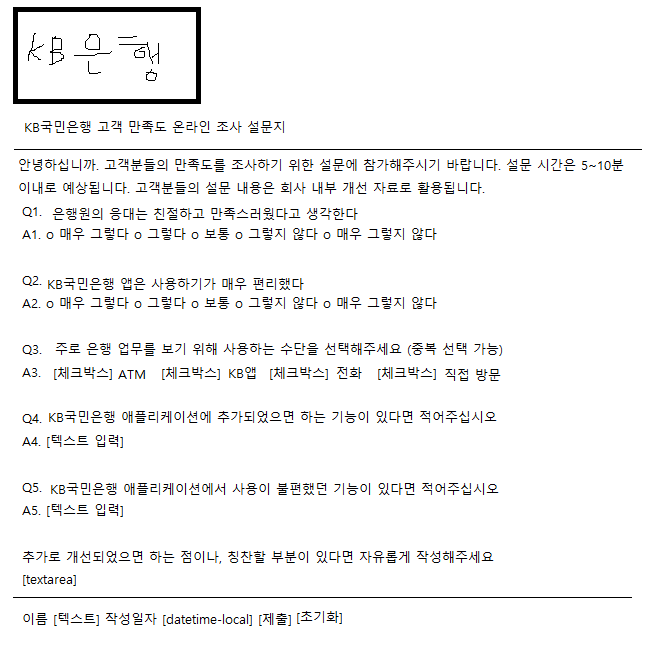 KB은행
KB국민은행 고객 만족도 온라인 조사 설문지
안녕하십니까. 고객분들의 만족도를 조사하기 위한 설문에 참가해주시기 바랍니다. 설문 시간은 5~10분
이내로 예상됩니다. 고객분들의 설문 내용은 회사 내부 개선 자료로 활용됩니다.
Q1. 은행원의 응대는 친절하고 만족스러웠다고 생각한다
A1. o 매우 그렇다 o 그렇다 o 보통 o 그렇지 않다 o 매우 그렇지 않다
Q2. KB국민은행 앱은 사용하기가 매우 편리했다
A2. o 매우 그렇다 o 그렇다 o 보통 o 그렇지 않다 o 매우 그렇지 않다
Q3. 주로 은행 업무를 보기 위해 사용하는 수단을 선택해주세요 (중복 선택 가능)
A3. [체크박스] ATM [체크박스] KB앱 [체크박스] 전화 [체크박스] 직접 방문
Q4. KB국민은행 애플리케이션에 추가되었으면 하는 기능이 있다면 적어주십시오
A4. [텍스트 입력]
Q5. KB국민은행 애플리케이션에서 사용이 불편했던 기능이 있다면 적어주십시오
A5. [텍스트 입력]
추가로 개선되었으면 하는 점이나, 칭찬할 부분이 있다면 자유롭게 작성해주세요
[textarea]
이름 [텍스트] 작성일자 [datetime-local] [제출] [초기화]